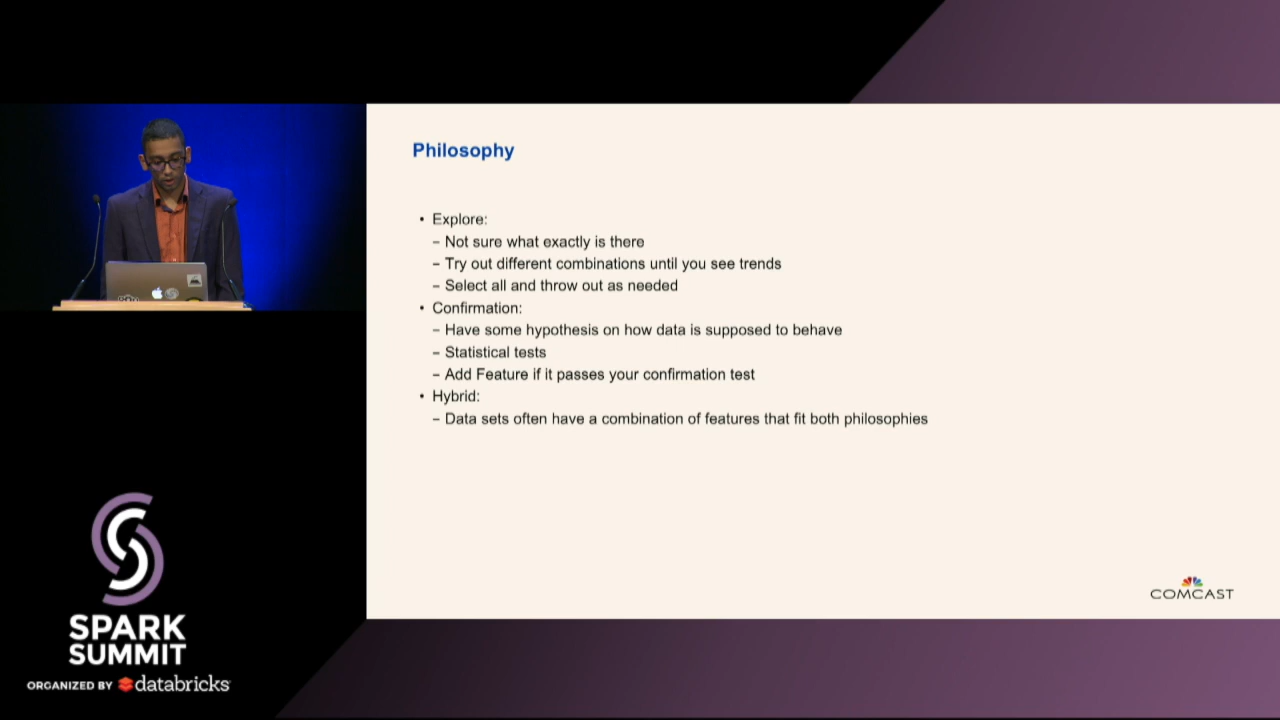 Philosophy
• Explore:
– Not sure what exactly is there
– Try out different combinations until you see trends
– Select all and throw out as needed
• Confirmation:
– Have some hypothesis on how data is supposed to behave
– Statistical tests
– Add Feature if it passes your confirmation test
• Hybrid:
– Data sets often have a combination of features that fit both philosophies
COMCAST
SPARK
SUMMIT
ORGANIZED BY databricks